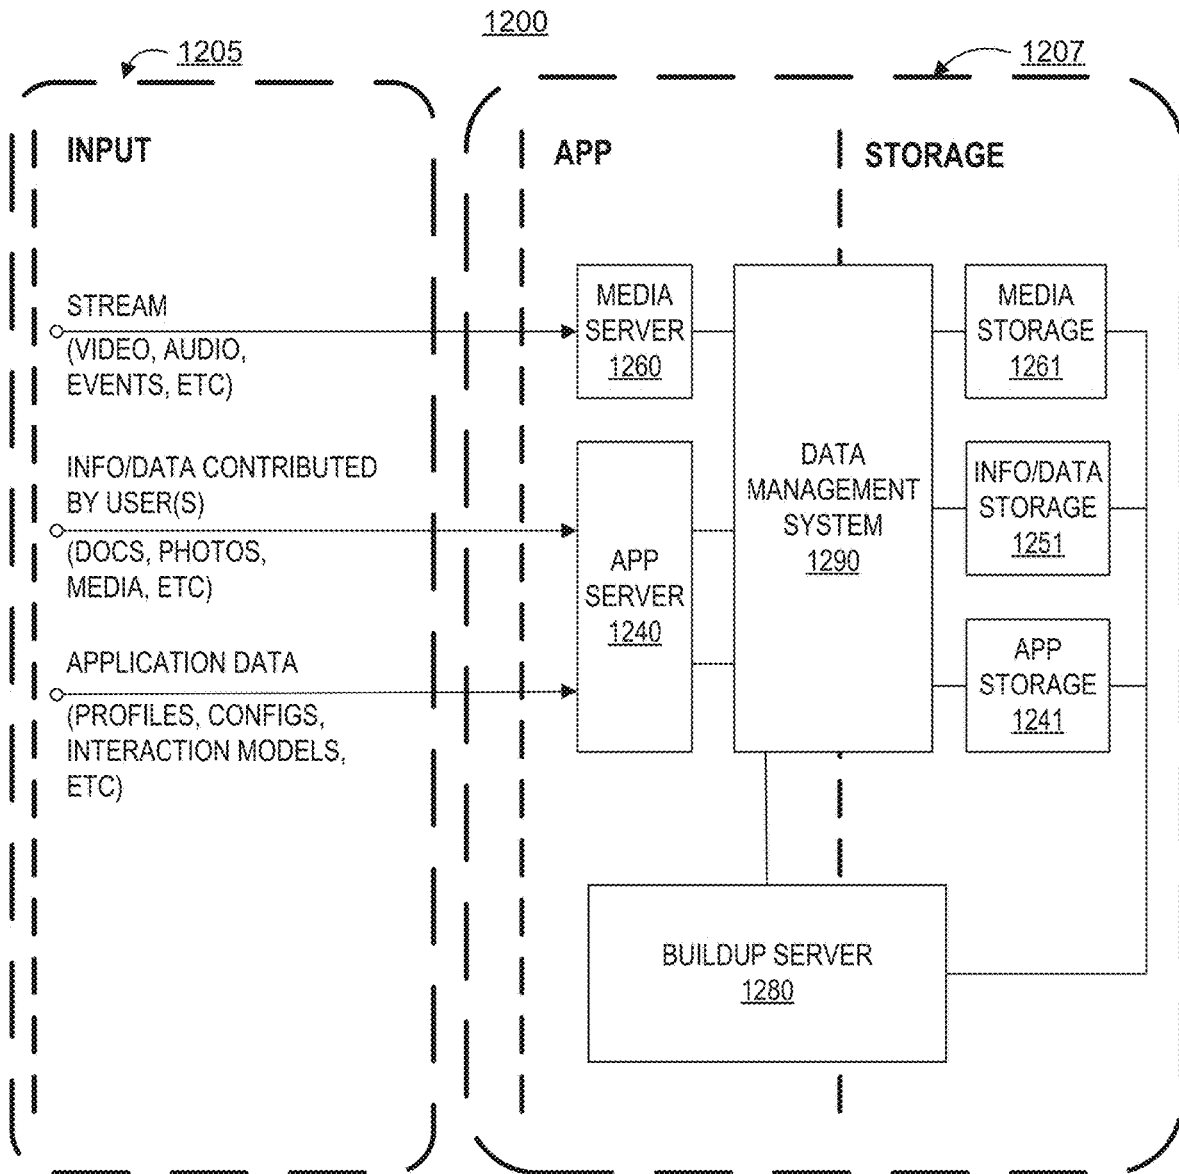 1200
1205
1207
INPUT
APP
STORAGE
STREAM
(VIDEO, AUDIO,
EVENTS, ETC)
INFO/DATA CONTRIBUTED
BY USER(S)
(DOCS, PHOTOS,
MEDIA, ETC)
APPLICATION DATA
(PROFILES, CONFIGS,
INTERACTION MODELS,
ETC)
MEDIA
SERVER
1260
APP
SERVER
1240
DATA
MANAGEMENT
SYSTEM
1290
MEDIA
STORAGE
1261
INFO/DATA
STORAGE
1251
APP
STORAGE
1241
BUILDUP SERVER
1280